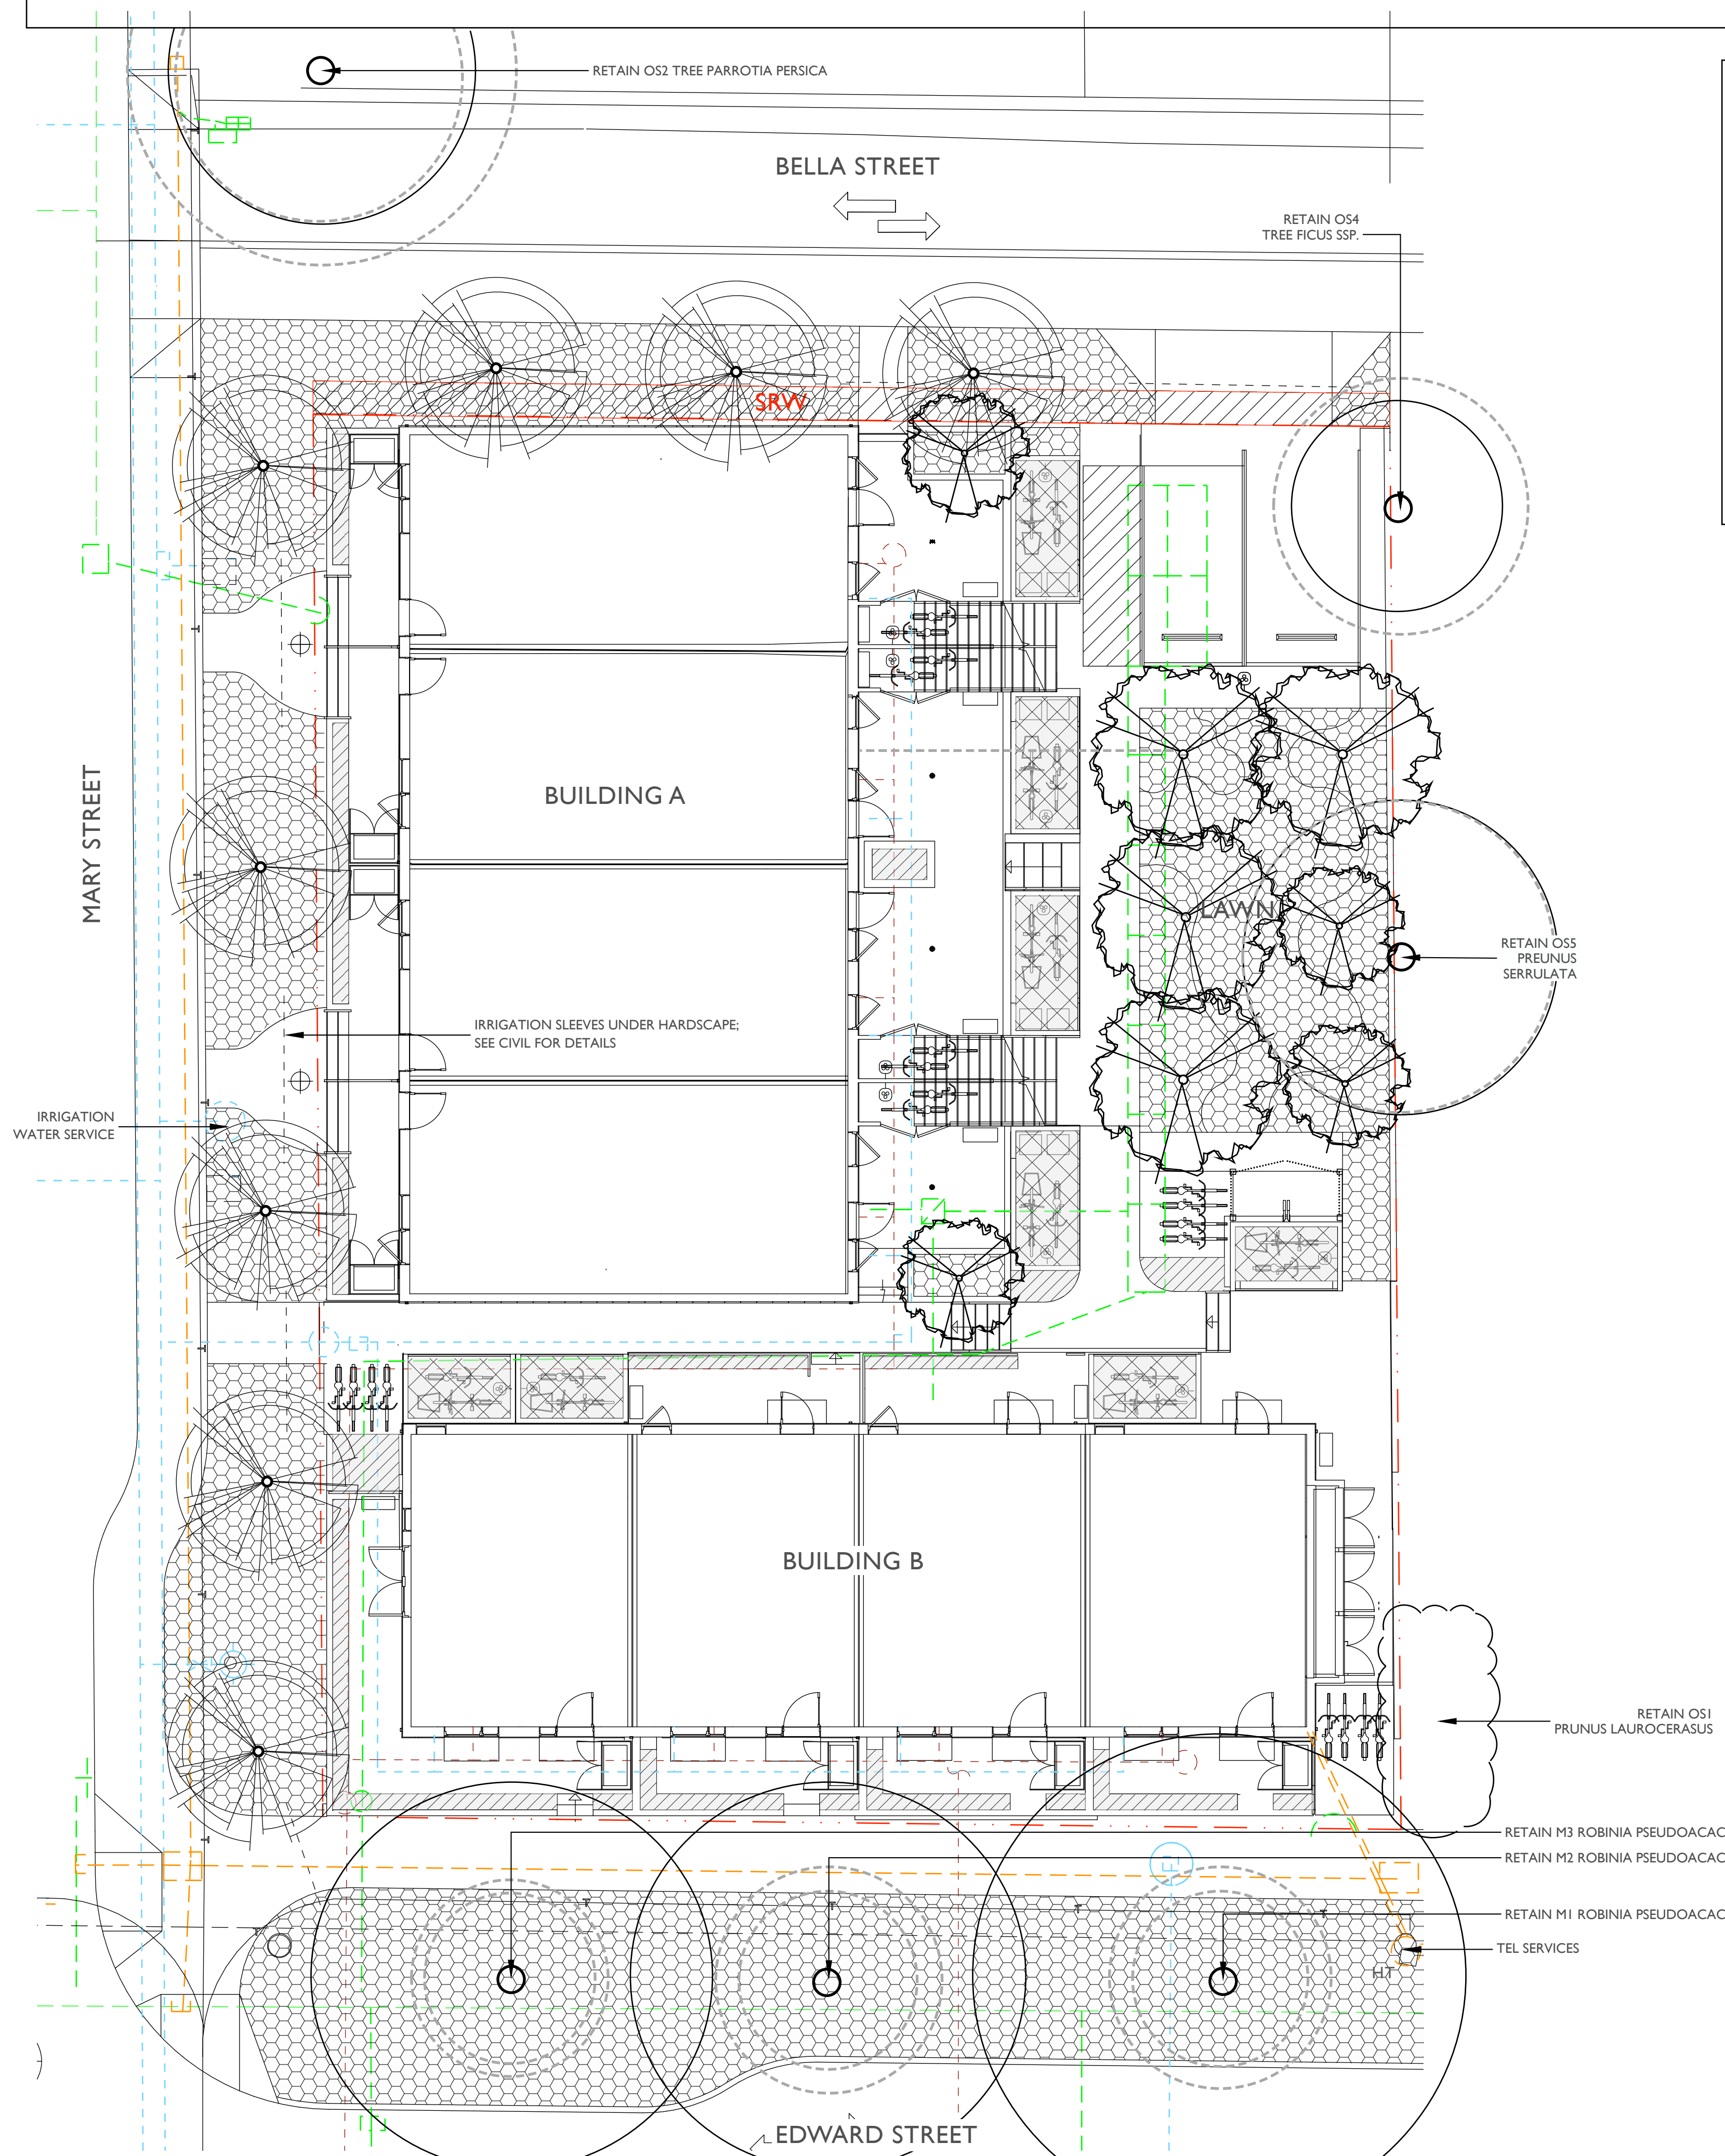 RETAIN OS2 TREE PARROTIA PERSICA
BELLA STREET
RETAIN OS4
TREE FICUS SSP.
SRW
MARY STREET
BUILDING A
LAWN
RETAIN OS5
PREUNUS
SERRULATA
IRRIGATION SLEEVES UNDER HARDSCAPE;
SEE CIVIL FOR DETAILS
IRRIGATION
WATER SERVICE
BUILDING B
RETAIN OS1
PRUNUS LAUROCERASUS
RETAIN M3 ROBINIA PSEUDOACAC
RETAIN M2 ROBINIA PSEUDOACAC
RETAIN M1 ROBINIA PSEUDOACAC
TEL SERVICES
HT
EDWARD STREET